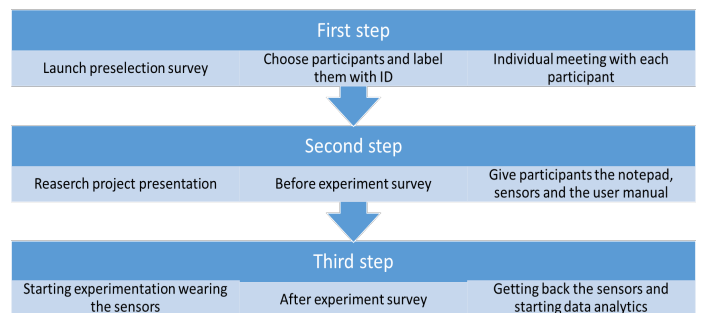 First step
Launch preselection survey
Choose participants and label
them with ID
Individual meeting with each
participant
Second step
Reaserch project presentation
Before experiment survey
Give participants the notepad,
sensors and the user manual
Third step
Starting experimentation wearing
the sensors
After experiment survey
Getting back the sensors and
starting data analytics